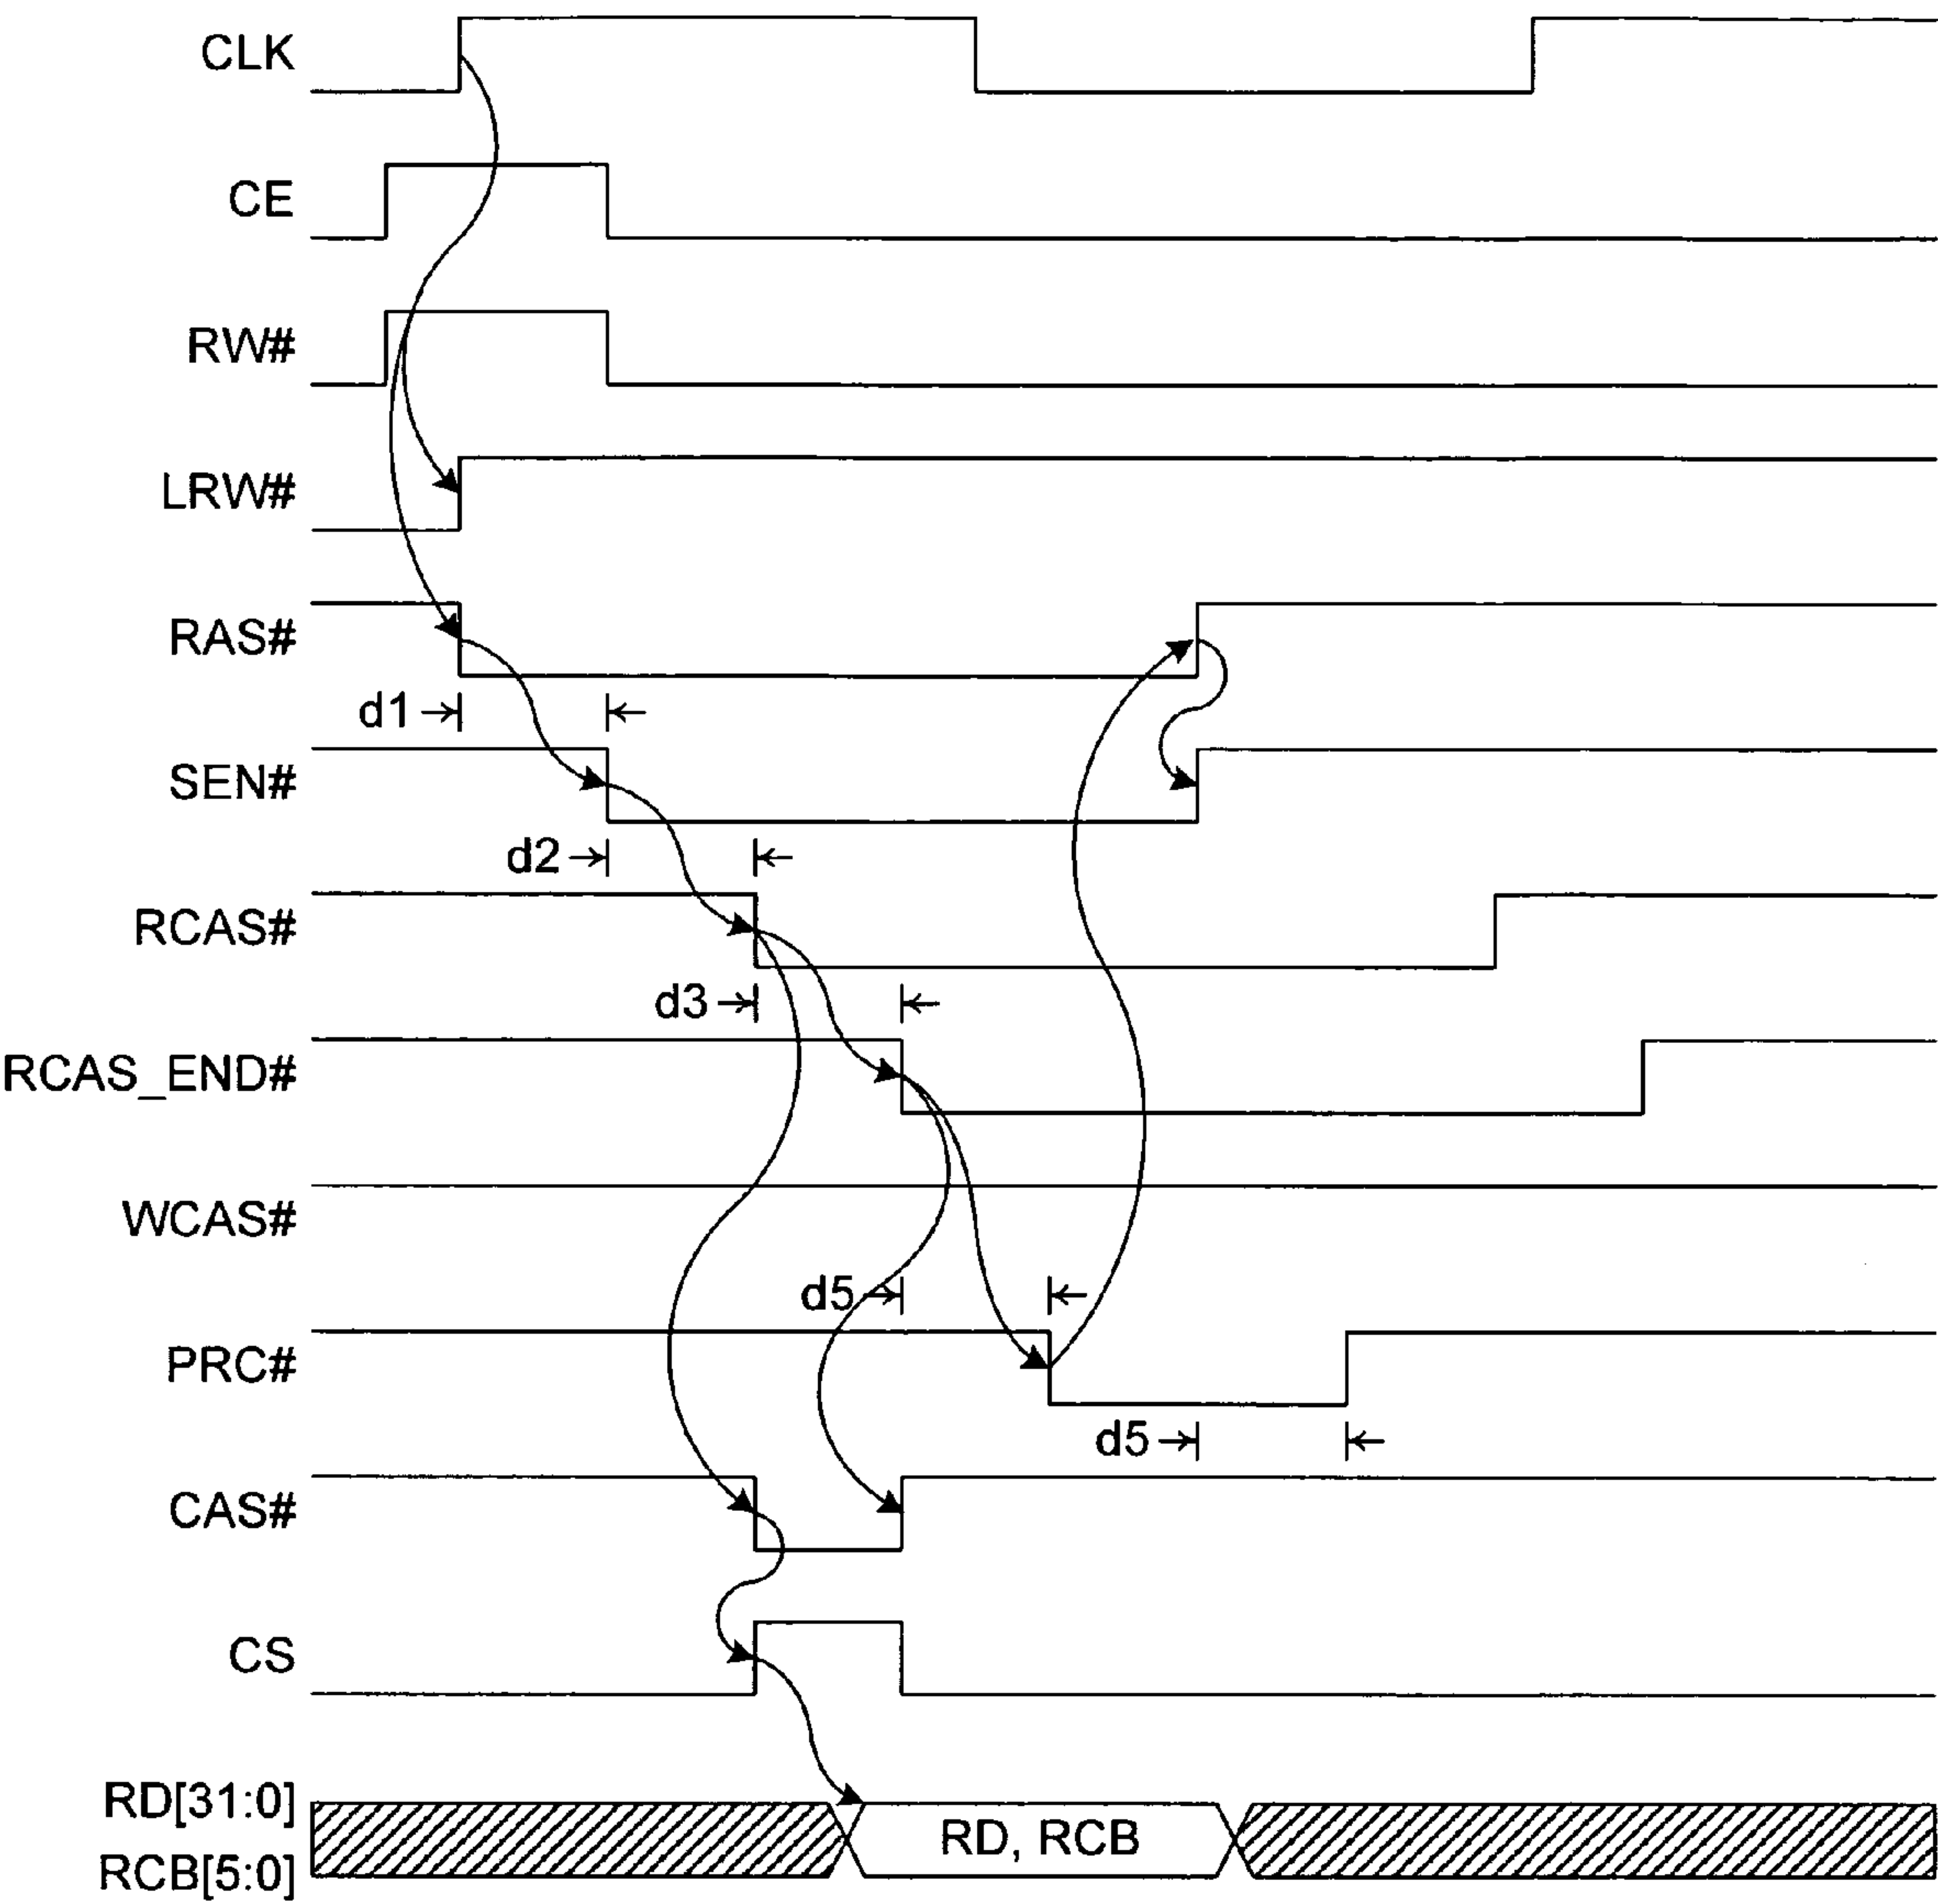 CLK
CE
RW#
LRW#
RAS#
d1
SEN#
d2
RCAS#
d3
RCAS_END#
WCAS#
d5
PRC#
d5
CAS#
CS
RD[31:0]
RD, RCB
RCB[5:0]